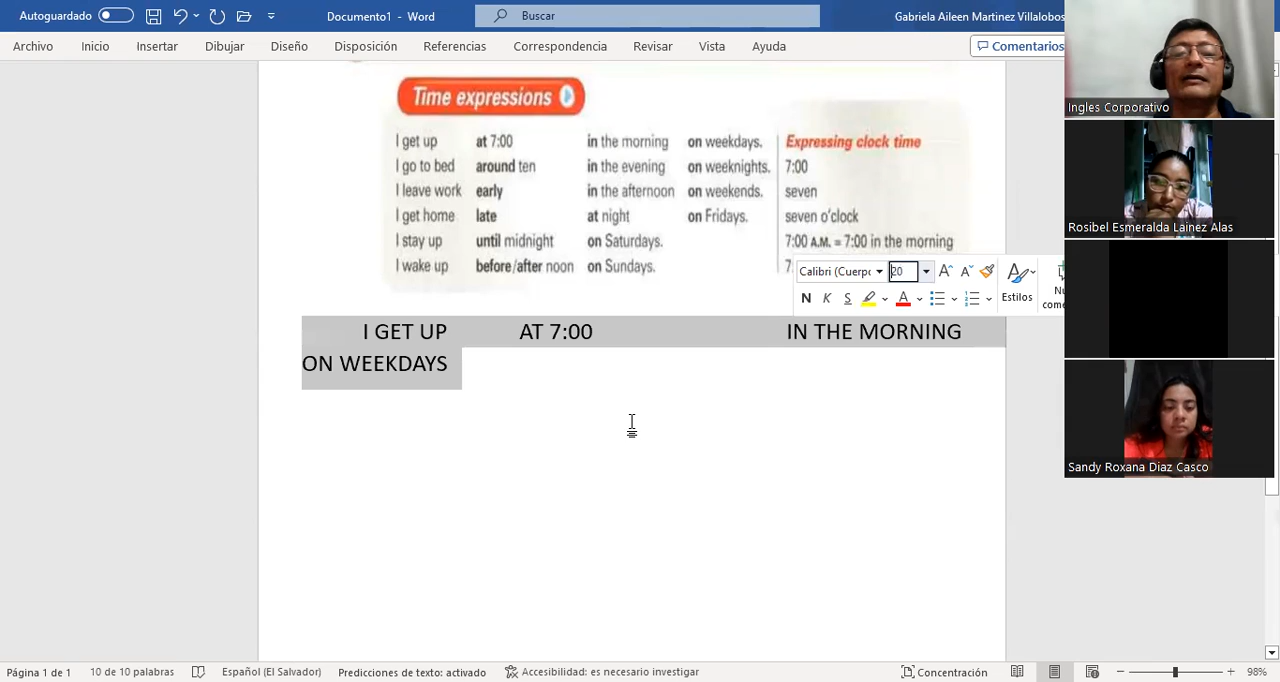 Autoguardado
Documento1 - Word
Buscar
Gabriela Aileen Martinez Villalobos
Archivo Inicio Insertar Dibujar Diseño Disposición Referencias Correspondencia Revisar Vista Ayuda
Comentarios
Time expressions
I get up at 7:00 in the morning on weekdays. Expressing clock time
I go to bed around ten in the evening on weeknights. 7:00
I leave work early in the afternoon on weekends. seven
I get home late at night on Fridays. seven o'clock
I stay up until midnight on Saturdays. 7:00 A.M. = 7:00 in the morning
I wake up before/after noon on Sundays. 7
Calibri (Cuerp 20
N K S Estilos
I GET UP AT 7:00 IN THE MORNING
ON WEEKDAYS
Ingles Corporativo
Rosibel Esmeralda Lainez Alas
Sandy Roxana Diaz Casco
Página 1 de 1 10 de 10 palabras Español (El Salvador) Predicciones de texto: activado Accesibilidad: es necesario investigar Concentración 98%